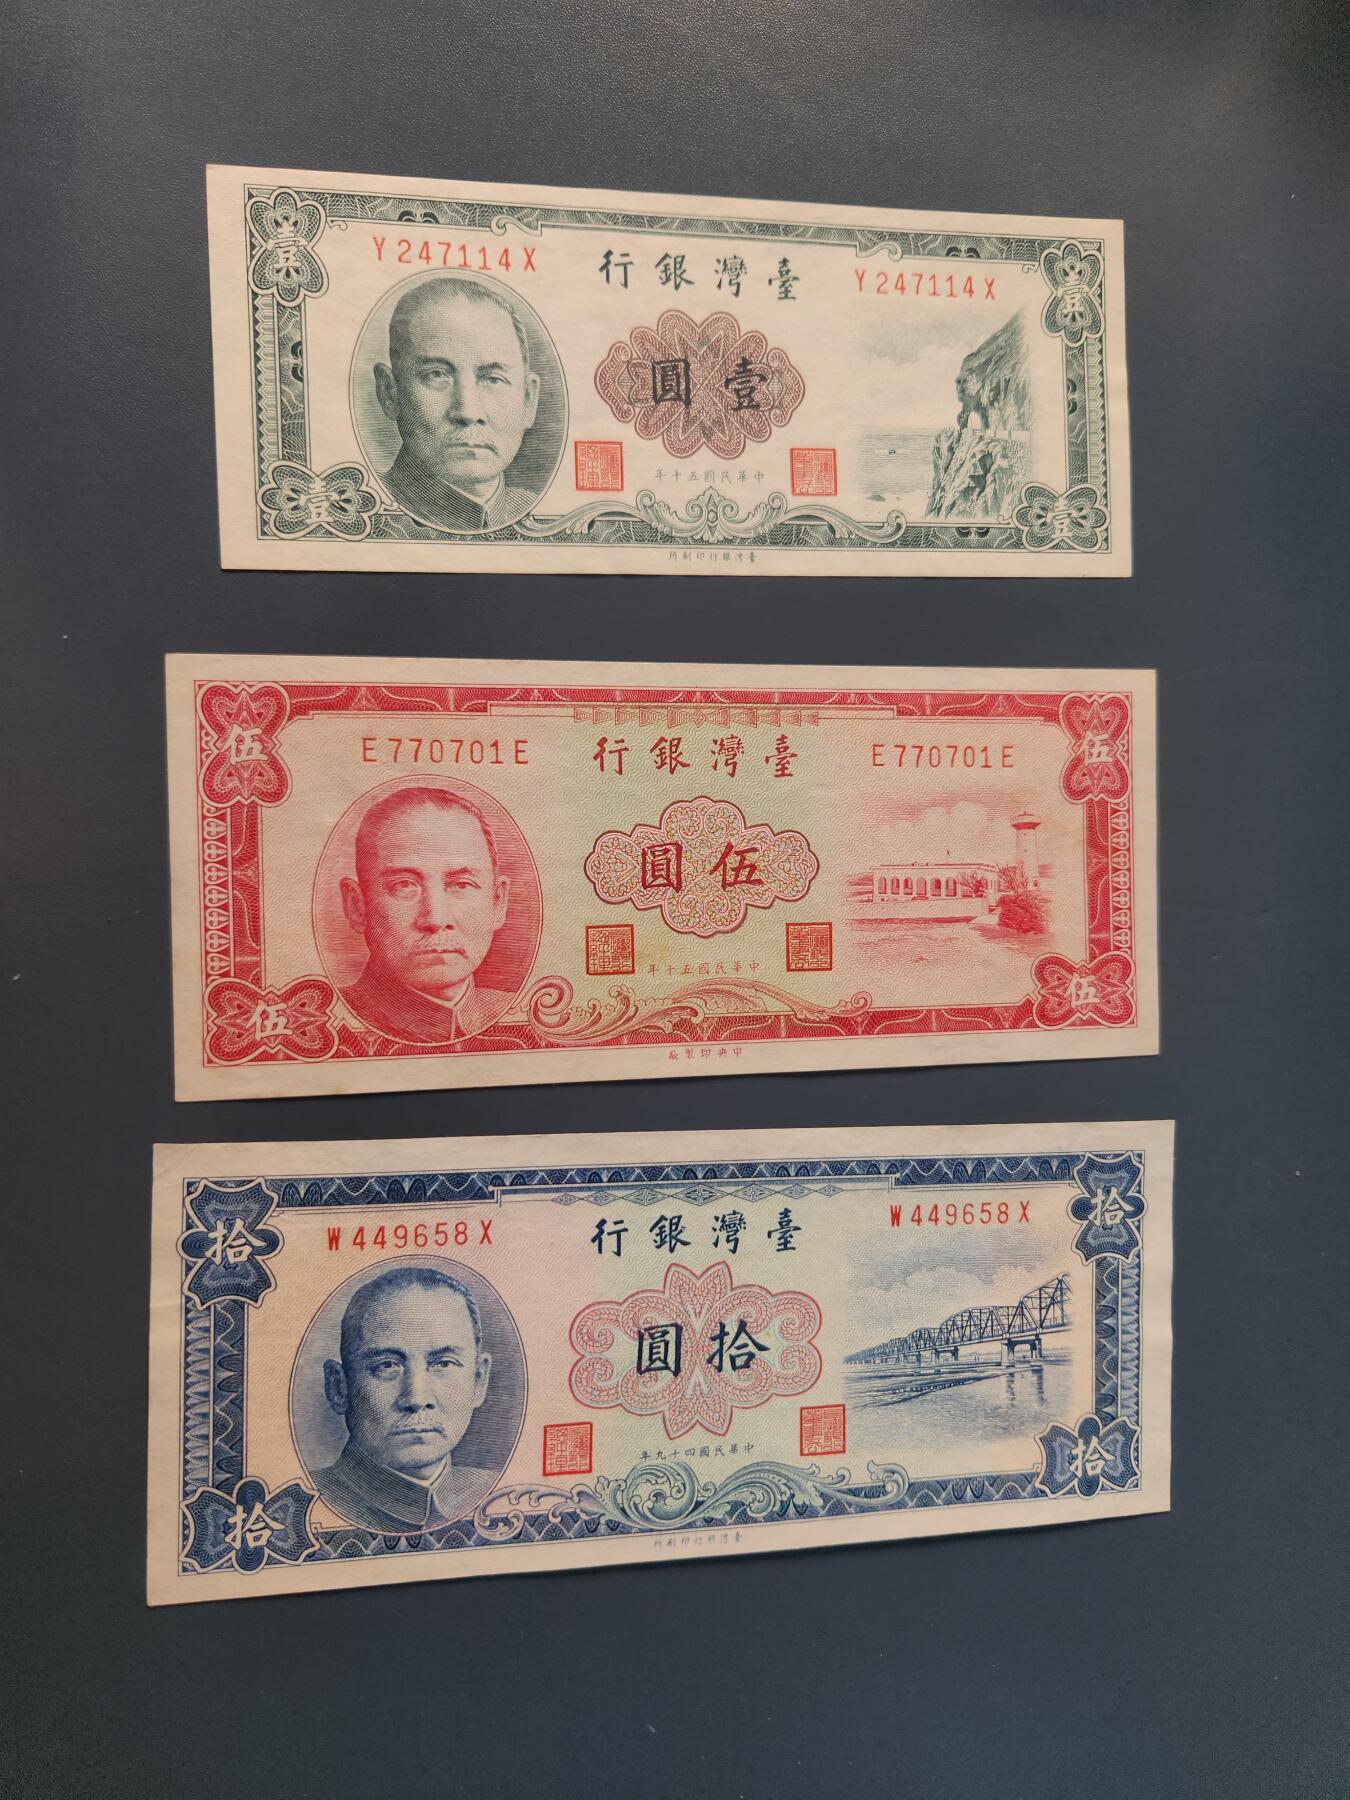 壹
壹
Y247114X
臺灣銀行
Y247114X
壹圓
中華民國五十年
壹
壹
臺灣銀行印刷所
伍
伍
E770701E
臺灣銀行
E770701E
伍圓
中華民國五十年
伍
伍
中央印製廠
拾
拾
W449658X
臺灣銀行
W449658X
拾圓
中華民國四十九年
拾
拾
臺灣銀行印刷所